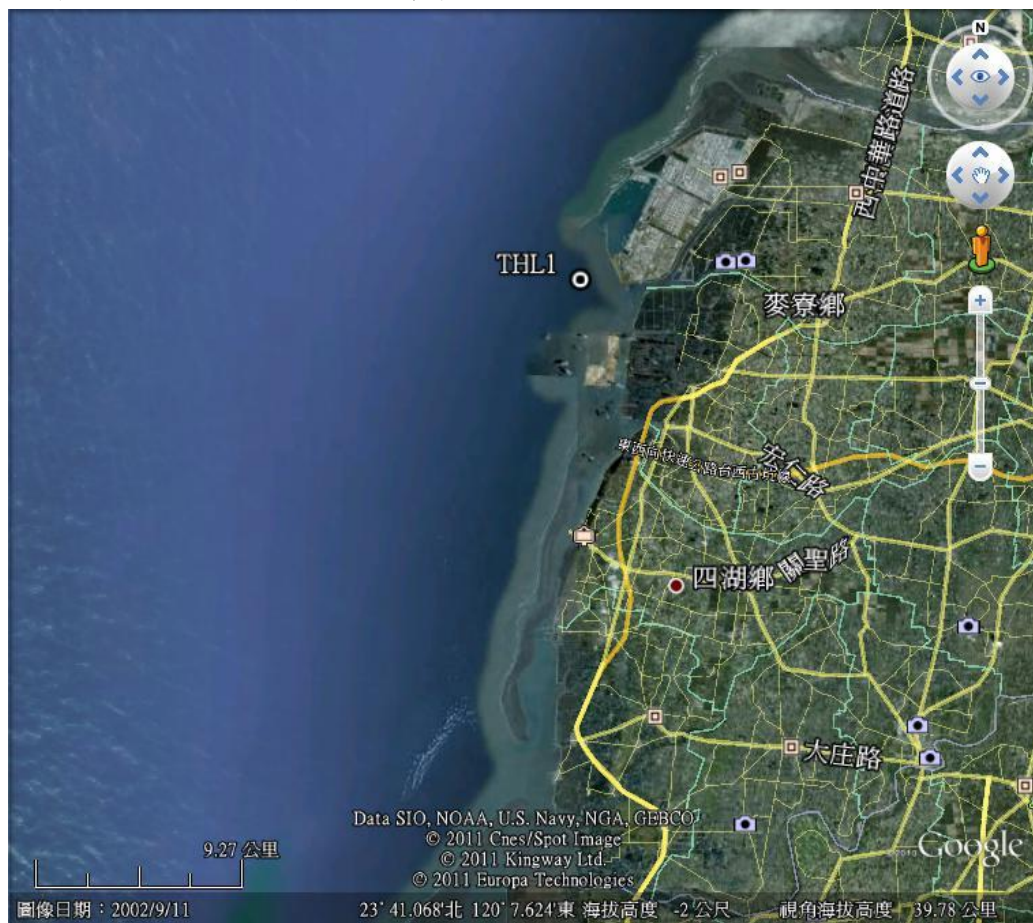 N
西中華路道路
THL1
麥寮鄉
東西向快速公路台西古坑線
安仁路
四湖鄉
關聖路
大庄路
Data SIO, NOAA, U.S. Navy, NGA, GEBCO
© 2011 Cnes/Spot Image
© 2011 Kingway Ltd.
© 2011 Europa Technologies
Google
9.27 公里
圖像日期：2002/9/11
23° 41.068'北 120° 7.624'東 海拔高度 -2 公尺
視角海拔高度 39.78 公里